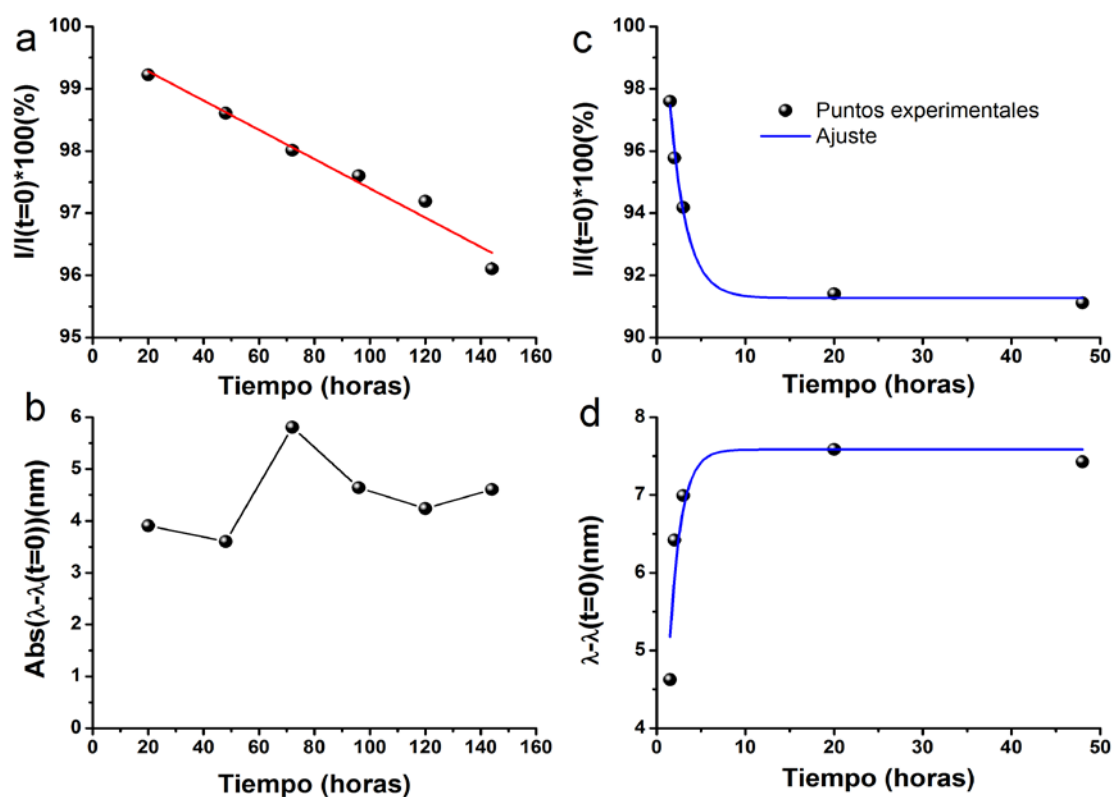 a
I/I(t=0)*100(%)
100
99
98
97
96
95
0 20 40 60 80 100 120 140 160
Tiempo (horas)
c
I/I(t=0)*100(%)
100
98
96
94
92
90
0 10 20 30 40 50
Tiempo (horas)
Puntos experimentales
Ajuste
b
Abs(λ-λ(t=0))(nm)
6
5
4
3
2
1
0
0 20 40 60 80 100 120 140 160
Tiempo (horas)
d
λ-λ(t=0)(nm)
8
7
6
5
4
0 10 20 30 40 50
Tiempo (horas)